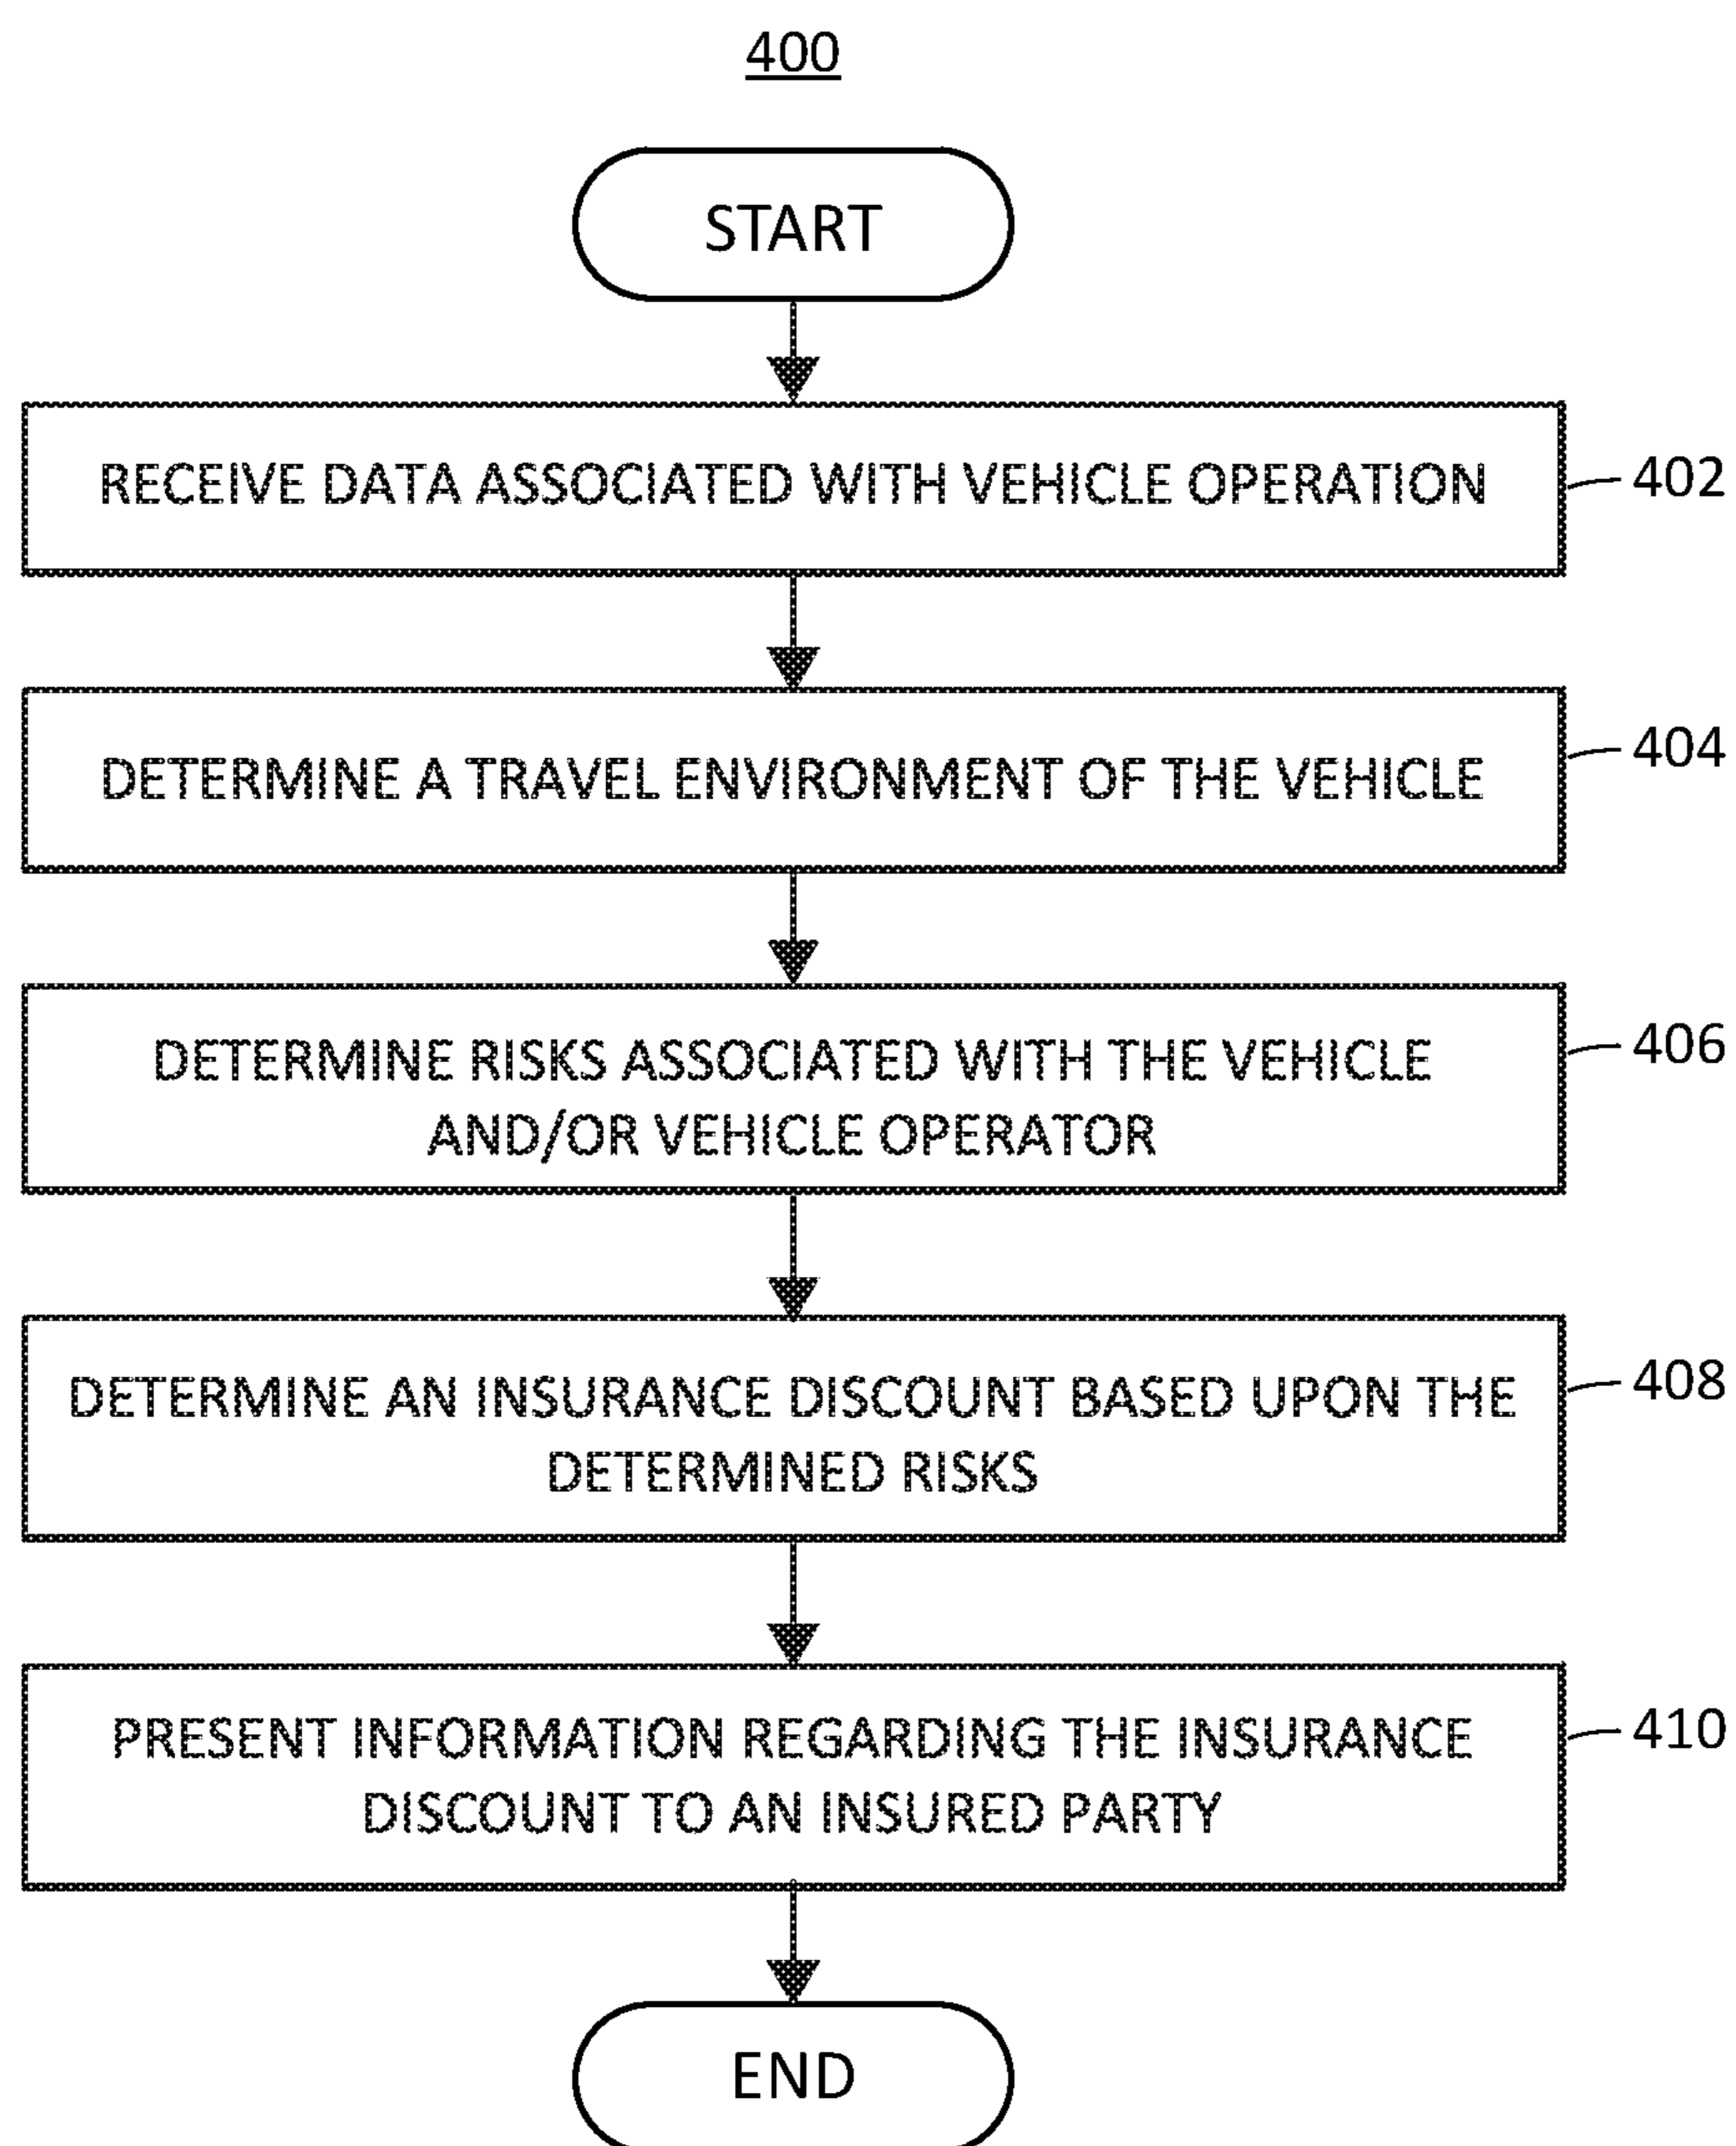 400
START
RECEIVE DATA ASSOCIATED WITH VEHICLE OPERATION
402
DETERMINE A TRAVEL ENVIRONMENT OF THE VEHICLE
404
DETERMINE RISKS ASSOCIATED WITH THE VEHICLE
AND/OR VEHICLE OPERATOR
406
DETERMINE AN INSURANCE DISCOUNT BASED UPON THE
DETERMINED RISKS
408
PRESENT INFORMATION REGARDING THE INSURANCE
DISCOUNT TO AN INSURED PARTY
410
END